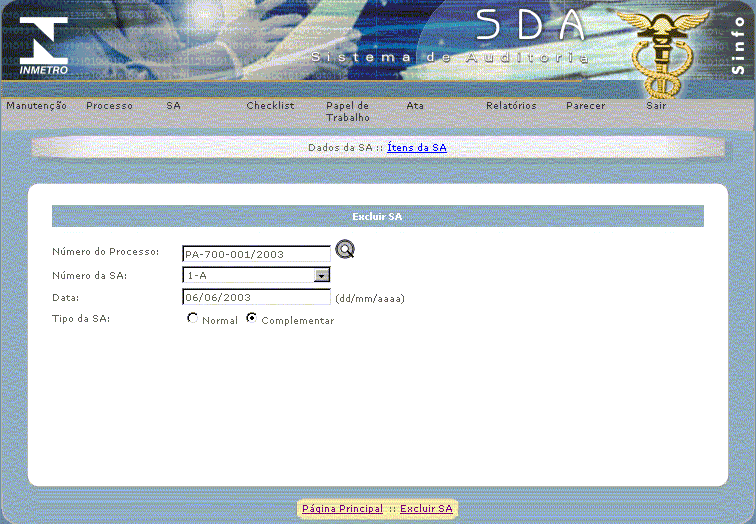 SDA
Sistema de Auditoria
INMETRO
Sinfo
Manutenção Processo SA Checklist Papel de Trabalho Ata Relatórios Parecer Sair
Dados da SA :: Ítens da SA
Excluir SA
Número do Processo: PA-700-001/2003
Número da SA: 1-A
Data: 06/06/2003 (dd/mm/aaaa)
Tipo da SA: Normal Complementar
Página Principal :: Excluir SA